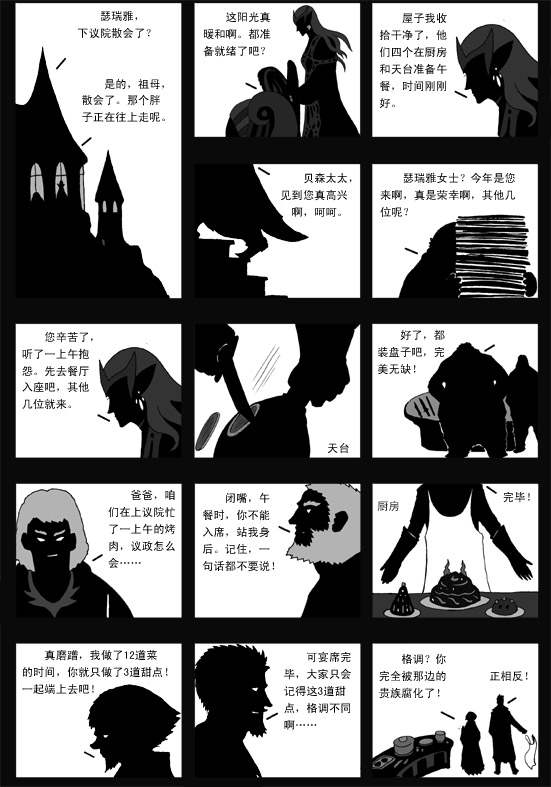 瑟瑞雅，
下议院散会了？
是的，祖母，
散会了。那个胖
子正在往上走呢。
这阳光真
暖和啊。都准
备就绪了吧？
屋子我收
拾干净了，他
们四个在厨房
和天台准备午
餐，时间刚刚
好。
贝森太太，
见到您真高兴
啊，呵呵。
瑟瑞雅女士？今年是您
来啊，真是荣幸啊，其他几
位呢？
您辛苦了，
听了一上午抱
怨。先去餐厅
入座吧，其他
几位就来。
天台
好了，都
装盘子吧，完
美无缺！
爸爸，咱
们在上议院忙
了一上午的烤
肉，议政怎么
会……
闭嘴，午
餐时，你不能
入席，站我身
后。记住，一
句话都不要说！
厨房
完毕！
真磨蹭，我做了12道菜
的时间，你就只做了3道甜点！
一起端上去吧！
可宴席完
毕，大家只会
记得这3道甜
点，格调不同
啊……
格调？你
完全被那边的
贵族腐化了！
正相反！